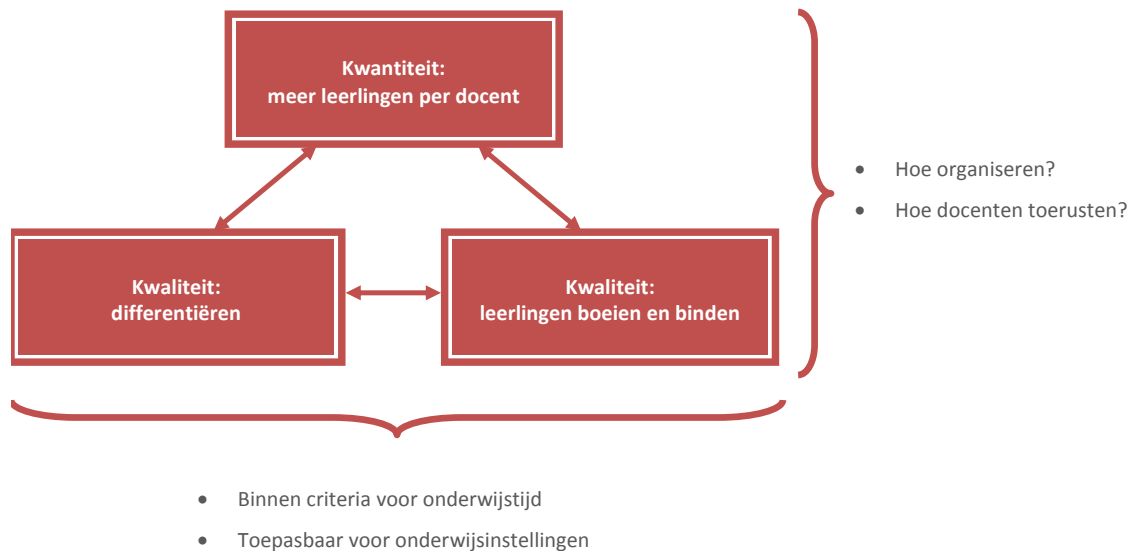 Kwantiteit:
meer leerlingen per docent
• Hoe organiseren?
• Hoe docenten toerusten?
Kwaliteit:
differentiëren
Kwaliteit:
leerlingen boeien en binden
• Binnen criteria voor onderwijstijd
• Toepasbaar voor onderwijsinstellingen